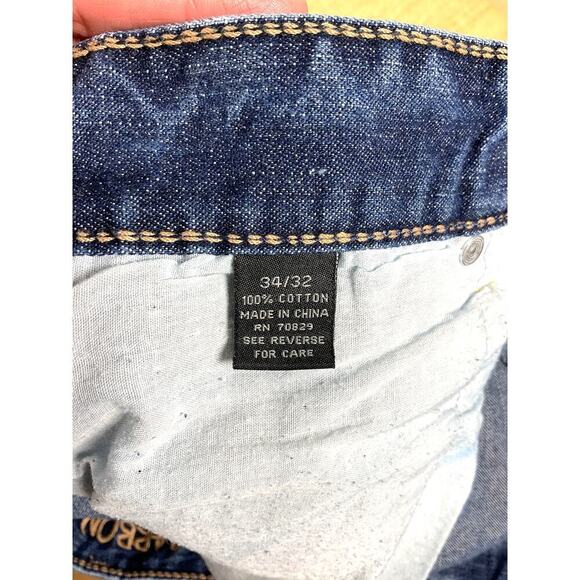 34/32
100% COTTON
MADE IN CHINA
RN 70829
SEE REVERSE
FOR CARE